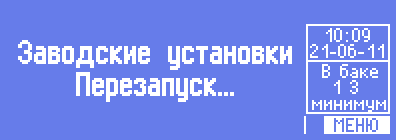 Заводские установки
Перезапуск...
10:09
21-06-11
В баке
1 3
минимум
МЕНЮ